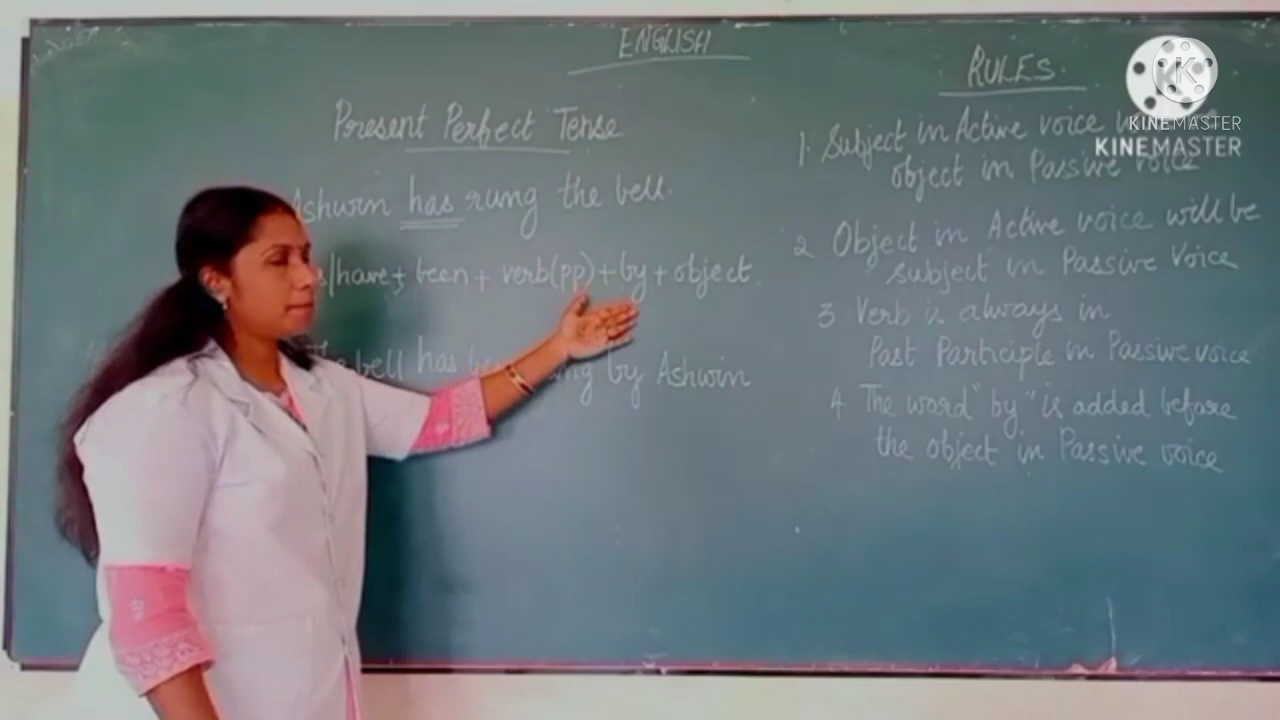 ENGLISH
Present Perfect Tense
Ashwin has rung the bell.
/have + been + verb(pp) + by + object.
bell has by Ashwin
RULES.
1. Subject in Active voice
object in Passive voice
2 Object in Active voice will be
subject in Passive Voice
3 Verb is always in
Past Participle in Passive voice
4 The word "by" is added before
the object in Passive voice
KINEMASTER
KINEMASTER